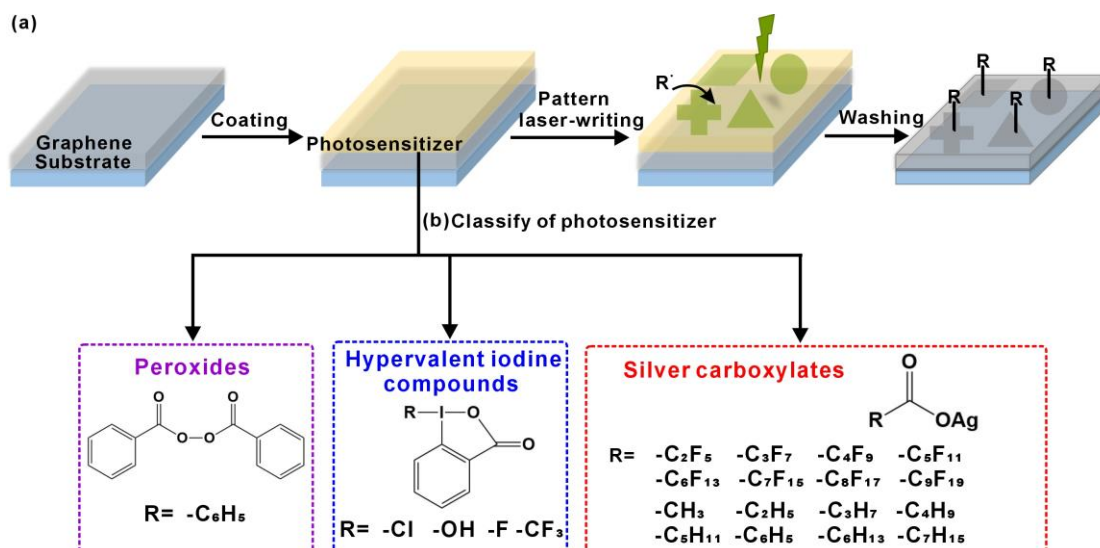 (a)
Graphene
Substrate
Coating
Photosensitizer
Pattern
laser-writing
R·
Washing
R
R
R
R
(b)Classify of photosensitizer
Peroxides
O
O
O
O
R= -C₆H₅
Hypervalent iodine
compounds
R
I
O
O
R= -Cl -OH -F -CF₃
Silver carboxylates
O
R
OAg
R= -C₂F₅ -C₃F₇ -C₄F₉ -C₅F₁₁
-C₆F₁₃ -C₇F₁₅ -C₈F₁₇ -C₉F₁₉
-CH₃ -C₂H₅ -C₃H₇ -C₄H₉
-C₅H₁₁ -C₆H₅ -C₆H₁₃ -C₇H₁₅